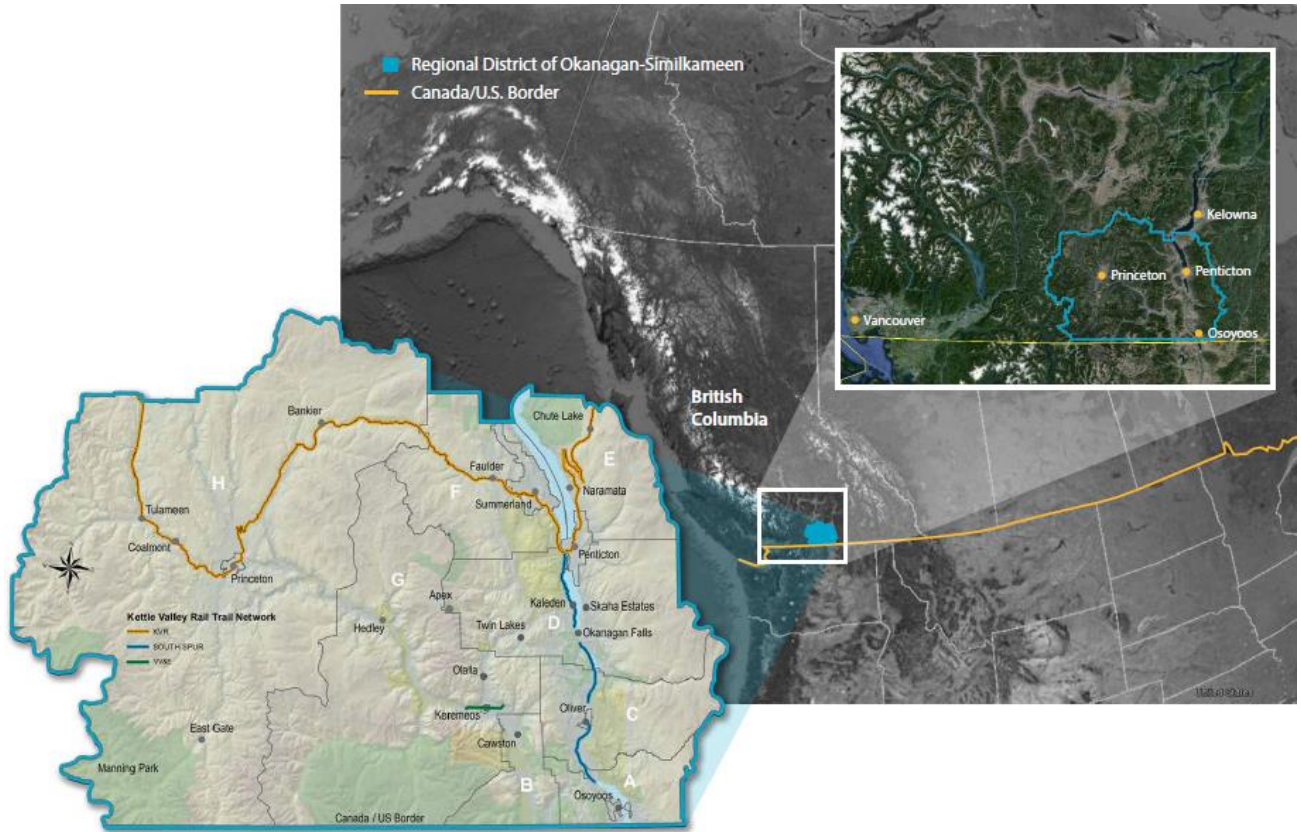 Regional District of Okanagan-Similkameen
Canada/U.S. Border
Kelowna
Princeton
Penticton
Vancouver
Osoyoos
British
Columbia
United States
Chute Lake
Bankier
E
Faulder
H
F
Naramata
Summerland
Tulameen
Coalmont
Penticton
Princeton
G
Apex
Kaleden
Skaha Estates
Kettle Valley Rail Trail Network
KVR
D
Hedley
Twin Lakes
Okanagan Falls
SOUTH SPUR
Olalla
Keremeos
Oliver
C
East Gate
Cawston
Manning Park
B
A
Osoyoos
Canada / US Border